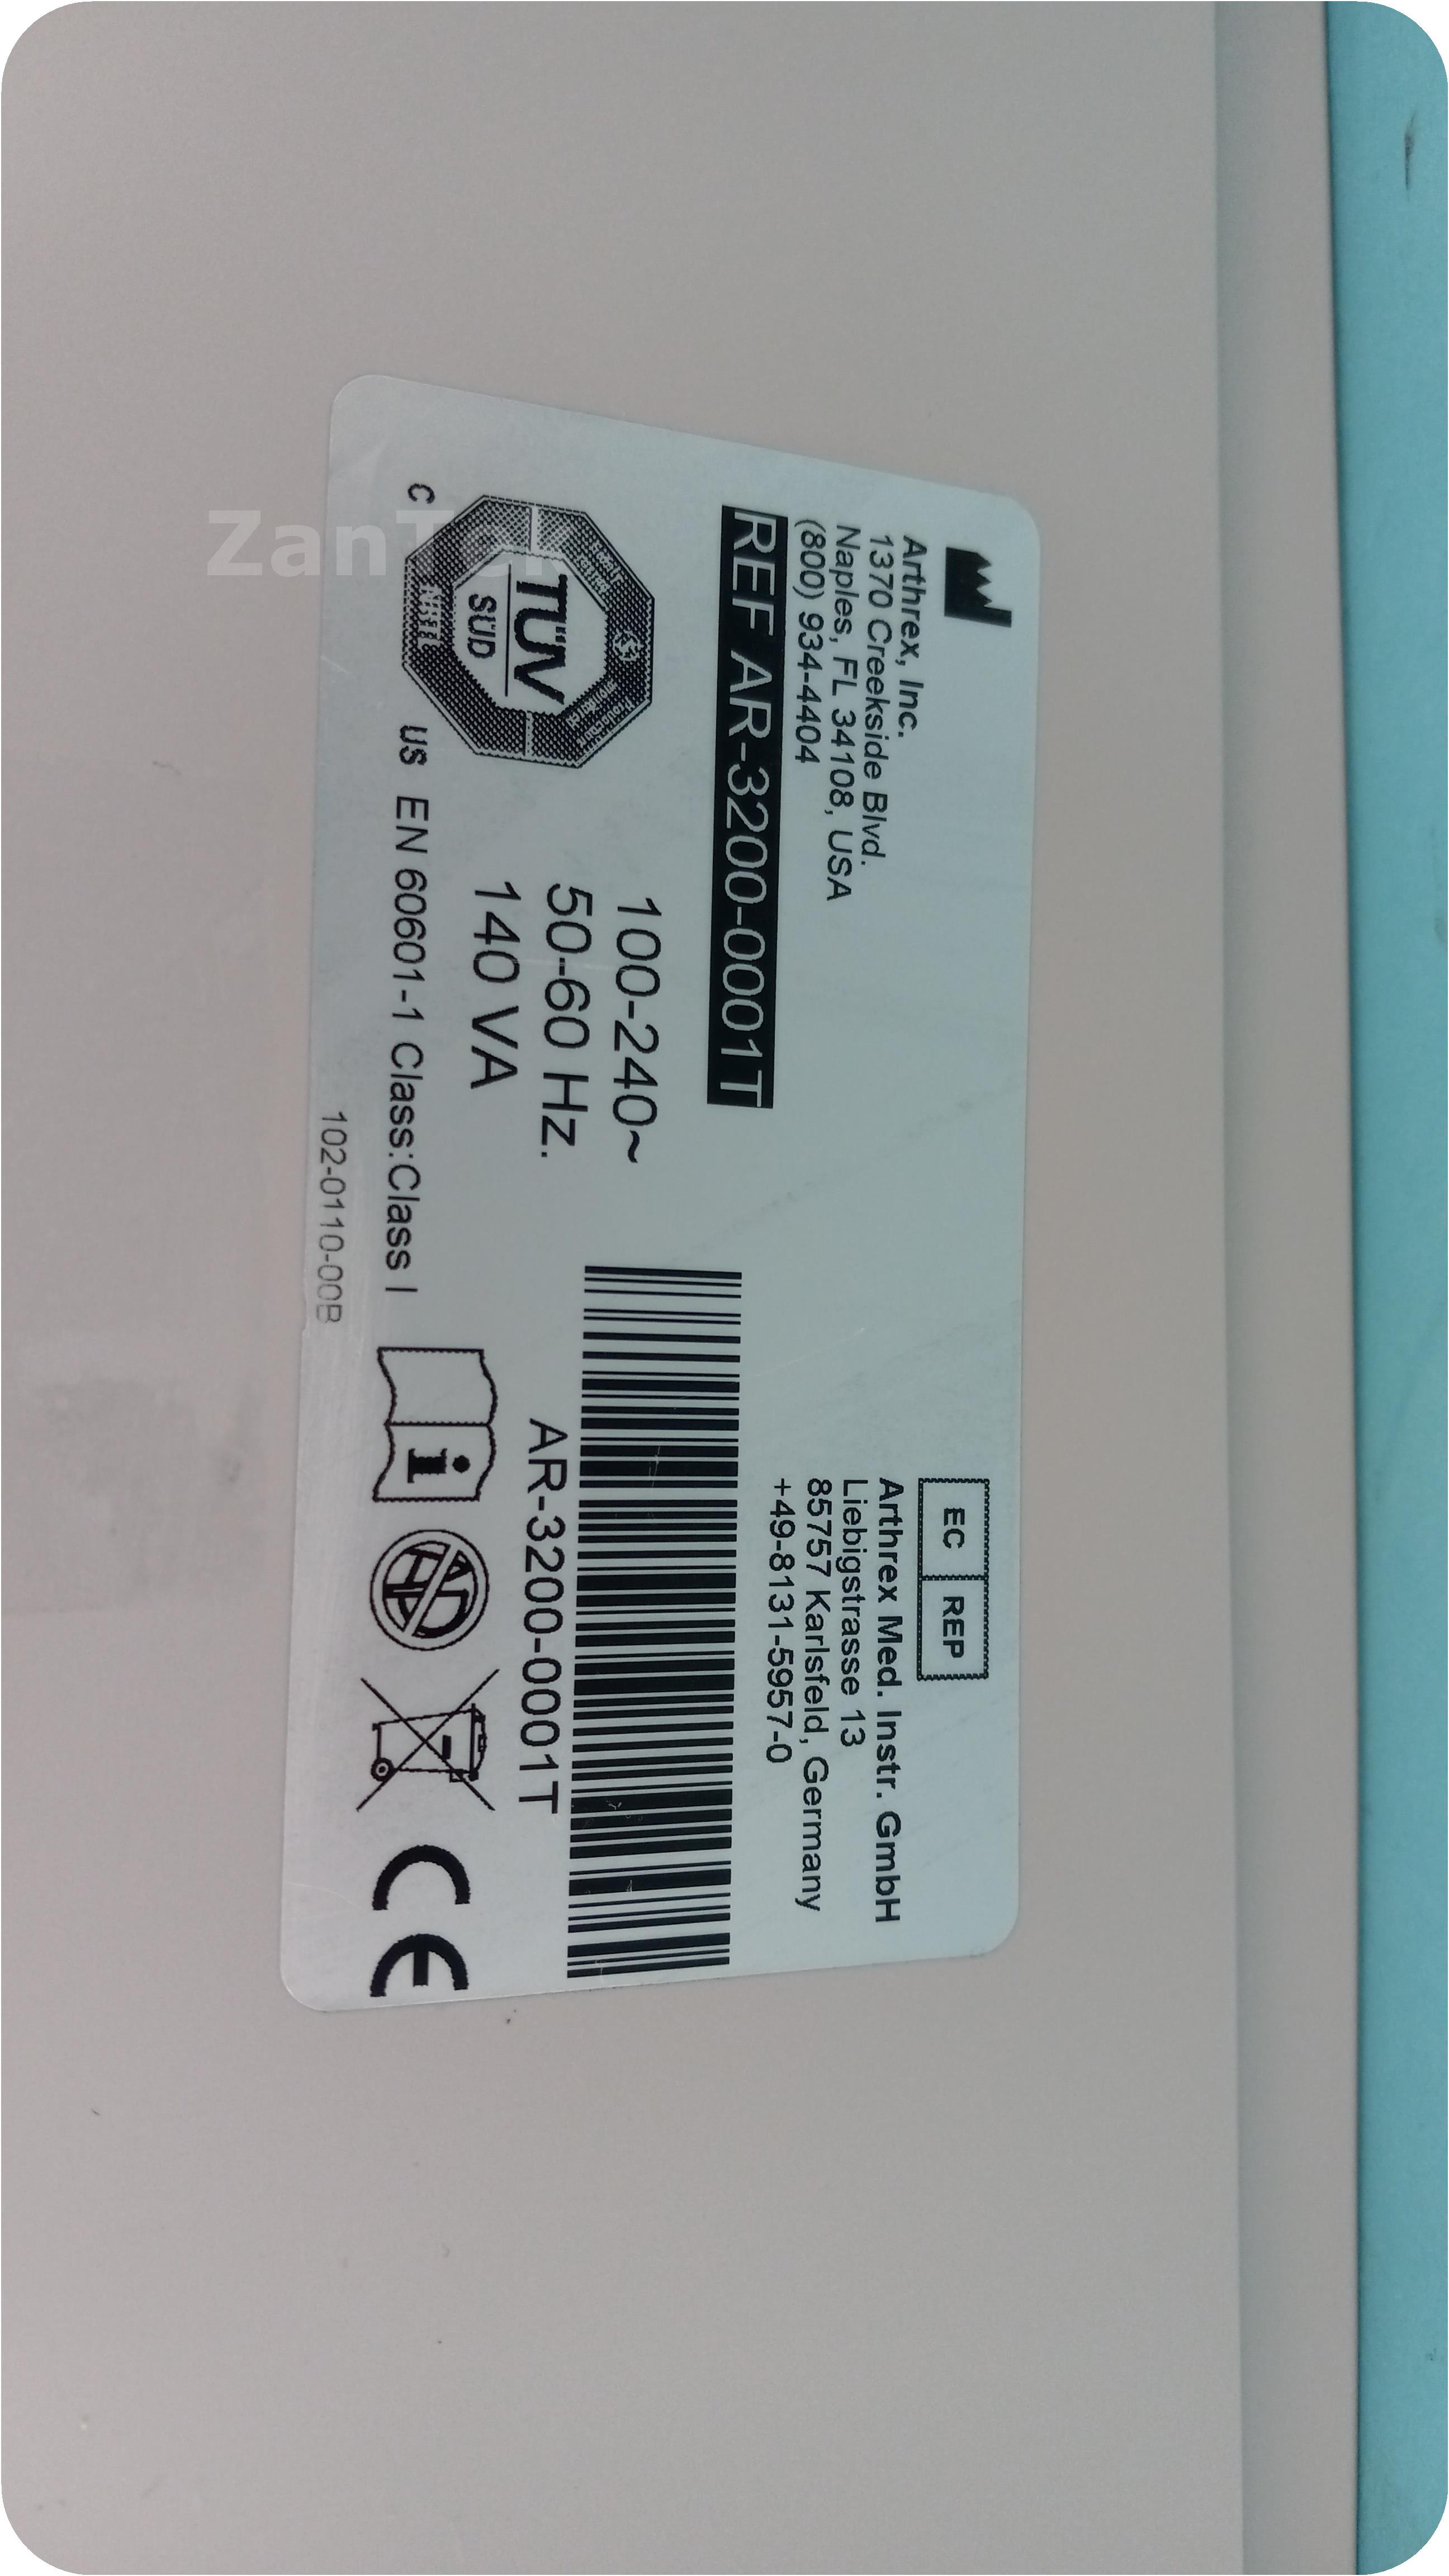 Arthrex, Inc.
1370 Creekside Blvd.
Naples, FL 34108, USA
(800) 934-4404
EC REP
Arthrex Med. Instr. GmbH
Liebigstrasse 13
85757 Karlsfeld, Germany
+49-8131-5957-0
REF AR-3200-0001T
100-240~
50-60 Hz.
140 VA
AR-3200-0001T
TÜV
SÜD
NRTL
C
US
EN 60601-1 Class:Class I
i
CE
102-0110-00B
ZanTek